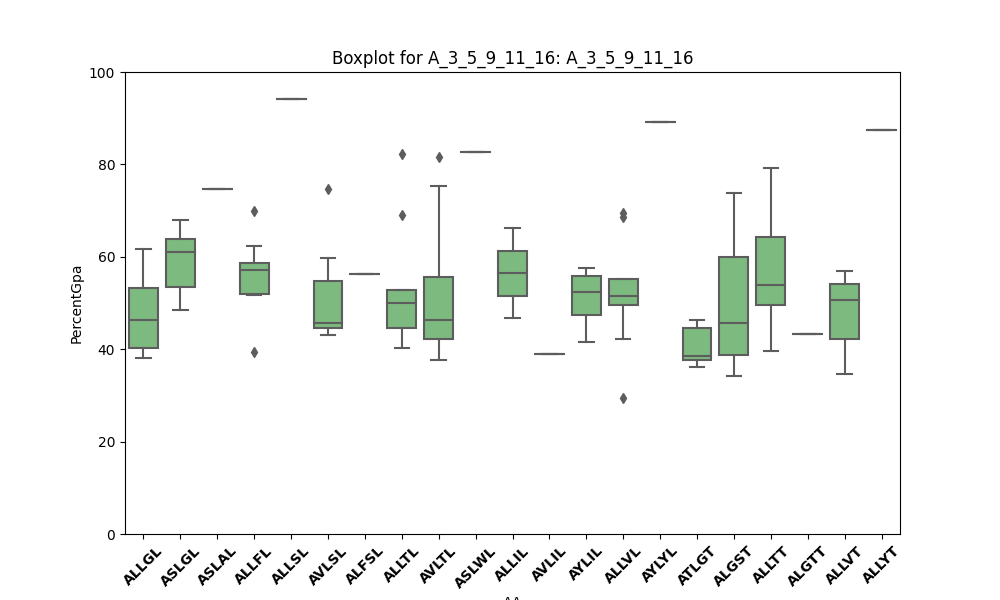 Boxplot for A_3_5_9_11_16: A_3_5_9_11_16
PercentGpa
100
80
60
40
20
0
ALLGL
ASLGL
ASLAL
ALLFL
ALLSL
AVLSL
ALFSL
ALLTL
AVLTL
ASLWL
ALLIL
AVLIL
AYLIL
ALLVL
AYLYL
ATLGT
ALGST
ALLTT
ALGTT
ALLVT
ALLYT